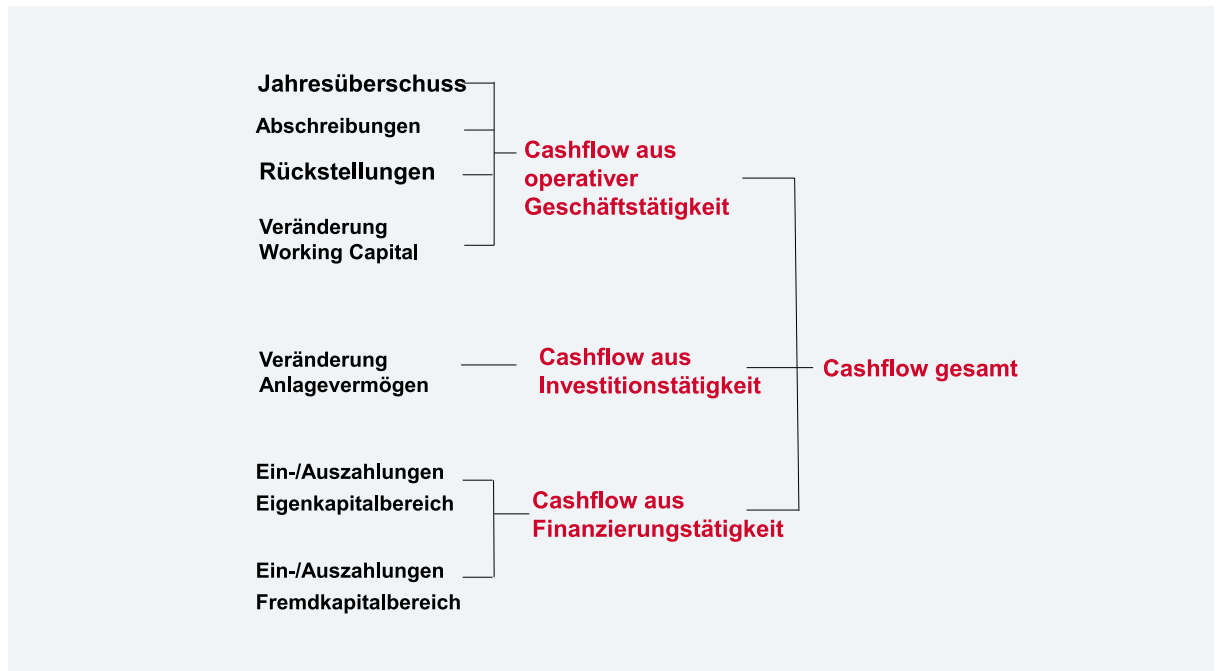 Jahresüberschuss
Abschreibungen
Rückstellungen
Veränderung
Working Capital
Cashflow aus
operativer
Geschäftstätigkeit
Veränderung
Anlagevermögen
Cashflow aus
Investitionstätigkeit
Cashflow gesamt
Ein-/Auszahlungen
Eigenkapitalbereich
Ein-/Auszahlungen
Fremdkapitalbereich
Cashflow aus
Finanzierungstätigkeit